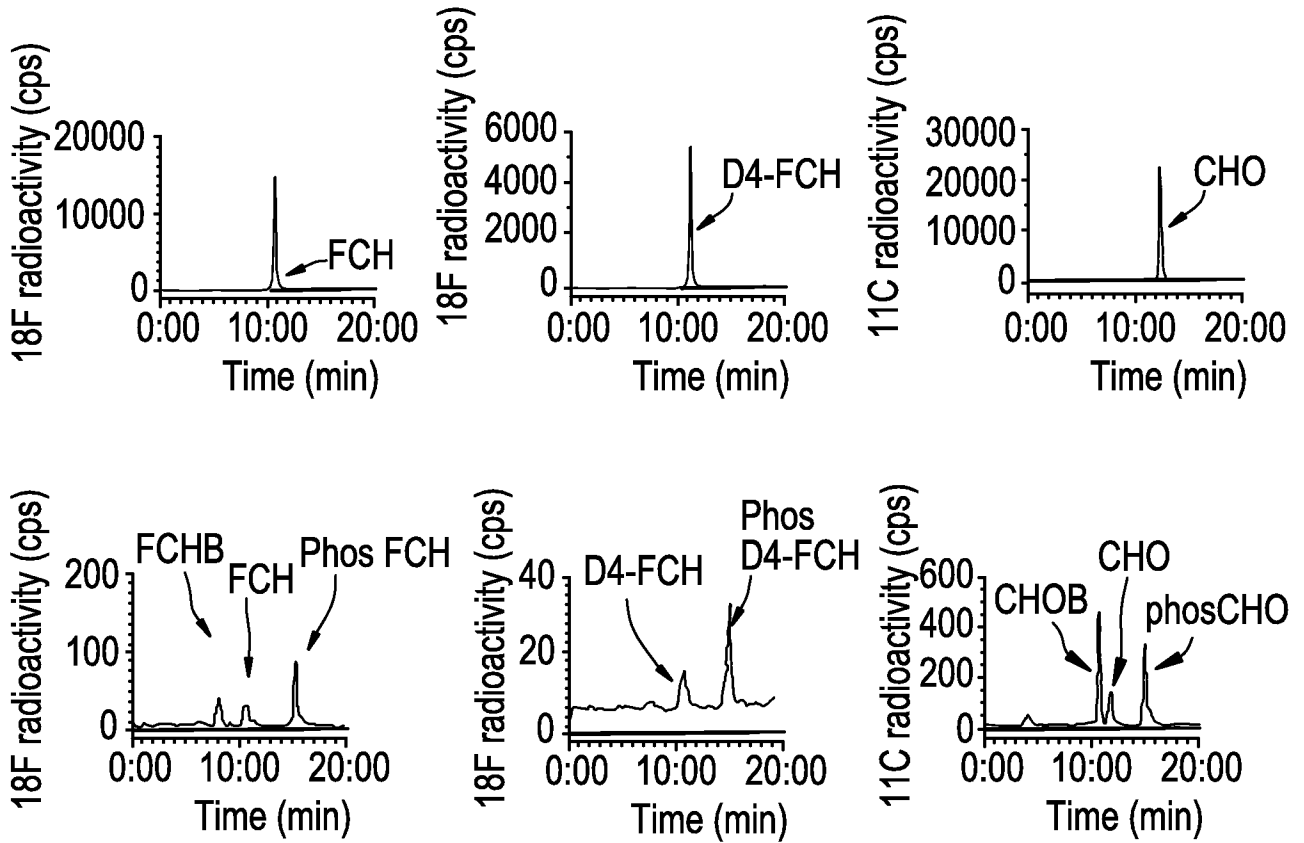 18F radioactivity (cps)
20000
10000
0
FCH
0:00 10:00 20:00
Time (min)
18F radioactivity (cps)
6000
4000
2000
0
D4-FCH
0:00 10:00 20:00
Time (min)
11C radioactivity (cps)
30000
20000
10000
0
CHO
0:00 10:00 20:00
Time (min)
18F radioactivity (cps)
200
100
0
FCHB
FCH
Phos FCH
0:00 10:00 20:00
Time (min)
18F radioactivity (cps)
40
20
0
D4-FCH
Phos
D4-FCH
0:00 10:00 20:00
Time (min)
11C radioactivity (cps)
600
400
200
0
CHOB
CHO
phosCHO
0:00 10:00 20:00
Time (min)